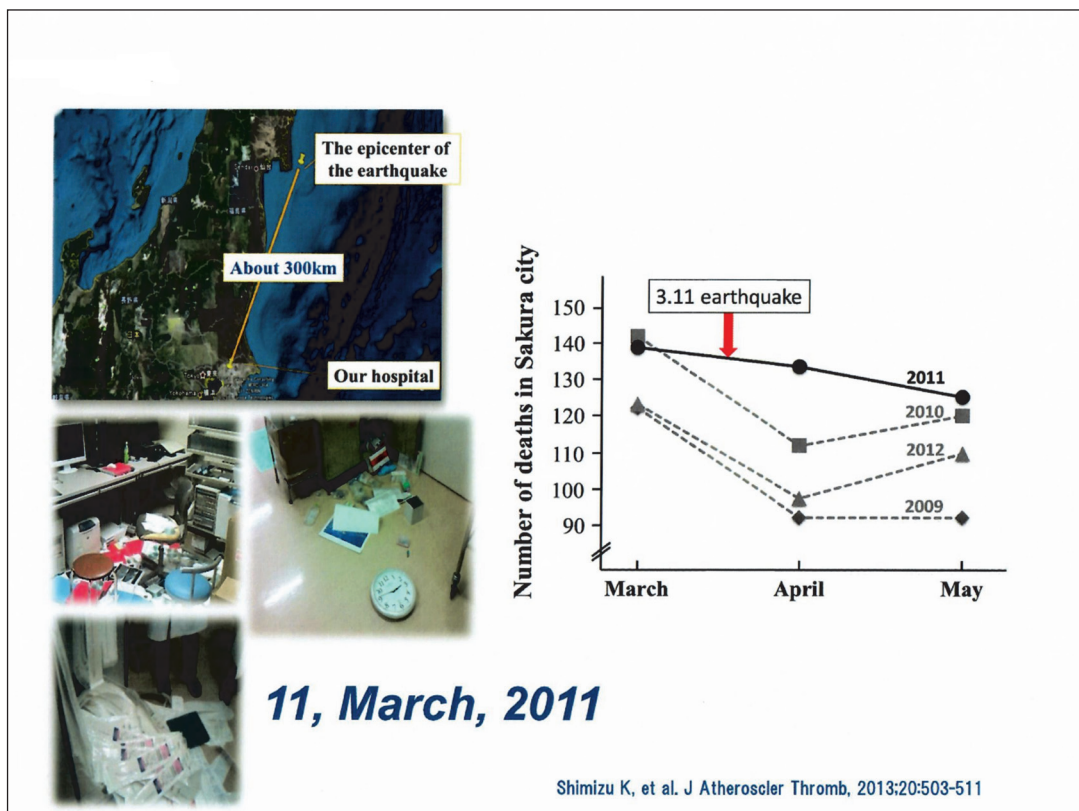 The epicenter of
the earthquake
About 300km
Our hospital
Number of deaths in Sakura city
3.11 earthquake
150
140
130
120
110
100
90
2011
2010
2012
2009
March
April
May
11, March, 2011
Shimizu K, et al. J Atheroscler Thromb, 2013;20:503-511